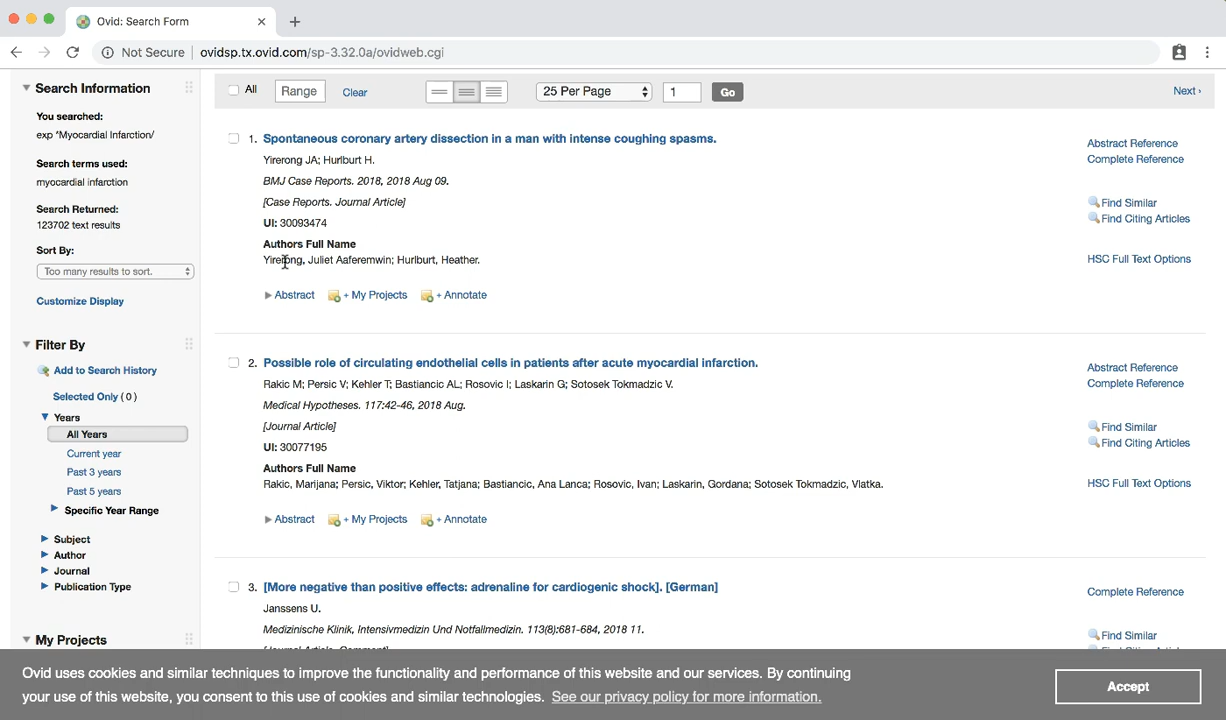 Ovid: Search Form
Not Secure | ovidsp.tx.ovid.com/sp-3.32.0a/ovidweb.cgi
Search Information
You searched:
exp *Myocardial Infarction/
Search terms used:
myocardial infarction
Search Returned:
123702 text results
Sort By:
Too many results to sort.
Customize Display
Filter By
Add to Search History
Selected Only ( 0 )
Years
All Years
Current year
Past 3 years
Past 5 years
Specific Year Range
Subject
Author
Journal
Publication Type
My Projects
All Range Clear 25 Per Page 1 Go Next ›
1. Spontaneous coronary artery dissection in a man with intense coughing spasms.
Yirerong JA; Hurlburt H.
BMJ Case Reports. 2018, 2018 Aug 09.
[Case Reports. Journal Article]
UI: 30093474
Authors Full Name
Yirerong, Juliet Aaferemwin; Hurlburt, Heather.
Abstract + My Projects + Annotate
Abstract Reference
Complete Reference
Find Similar
Find Citing Articles
HSC Full Text Options
2. Possible role of circulating endothelial cells in patients after acute myocardial infarction.
Rakic M; Persic V; Kehler T; Bastiancic AL; Rosovic I; Laskarin G; Sotosek Tokmadzic V.
Medical Hypotheses. 117:42-46, 2018 Aug.
[Journal Article]
UI: 30077195
Authors Full Name
Rakic, Marijana; Persic, Viktor; Kehler, Tatjana; Bastiancic, Ana Lanca; Rosovic, Ivan; Laskarin, Gordana; Sotosek Tokmadzic, Vlatka.
Abstract + My Projects + Annotate
Abstract Reference
Complete Reference
Find Similar
Find Citing Articles
HSC Full Text Options
3. [More negative than positive effects: adrenaline for cardiogenic shock]. [German]
Janssens U.
Medizinische Klinik, Intensivmedizin Und Notfallmedizin. 113(8):681-684, 2018 11.
Complete Reference
Find Similar
Ovid uses cookies and similar techniques to improve the functionality and performance of this website and our services. By continuing
your use of this website, you consent to this use of cookies and similar technologies. See our privacy policy for more information.
Accept